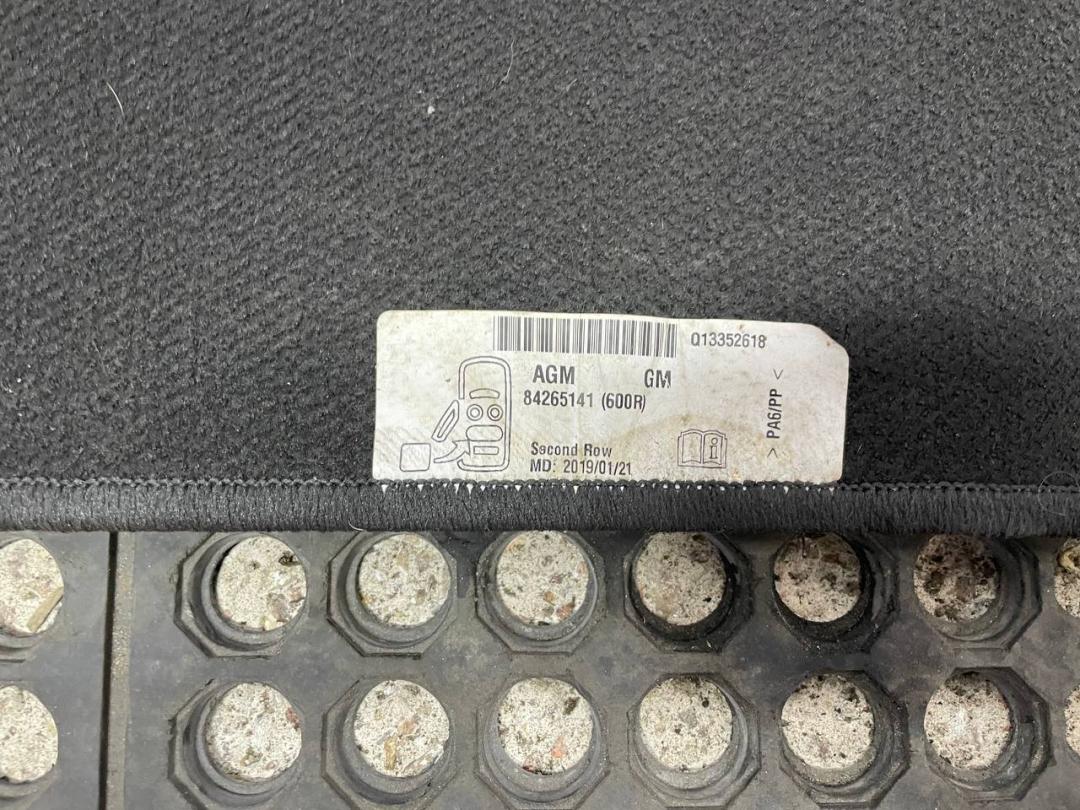 Q13352618
AGM GM
84265141 (600R)
Second Row
MD: 2019/01/21
> PA6/PP <